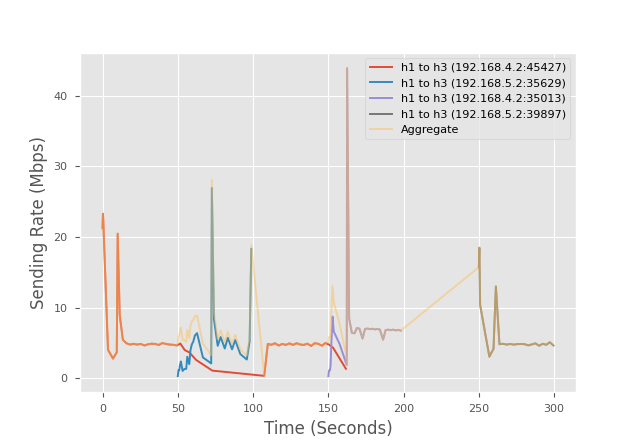 h1 to h3 (192.168.4.2:45427)
h1 to h3 (192.168.5.2:35629)
h1 to h3 (192.168.4.2:35013)
h1 to h3 (192.168.5.2:39897)
Aggregate
Sending Rate (Mbps)
40
30
20
10
0
0 50 100 150 200 250 300
Time (Seconds)